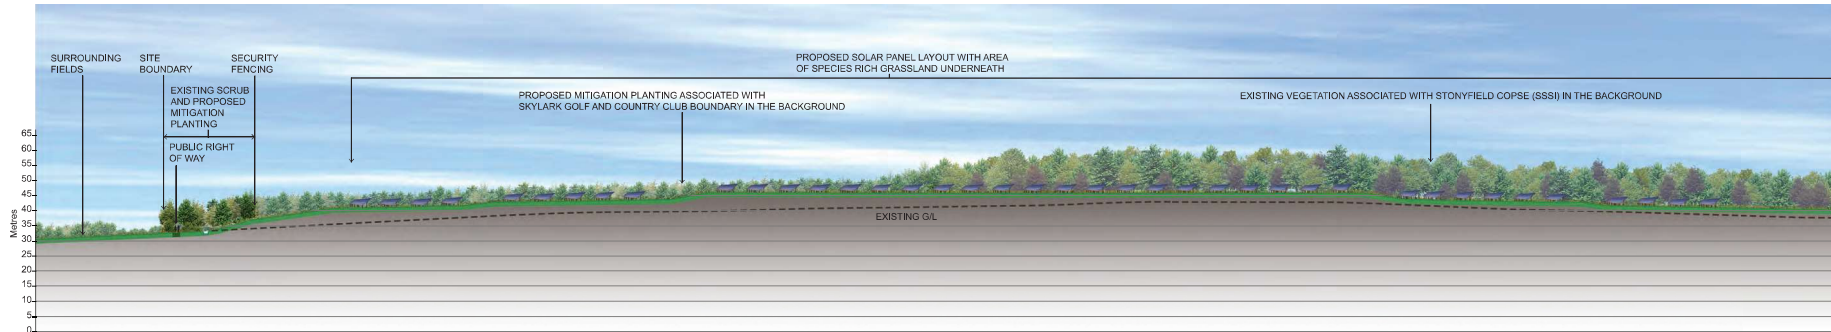 SURROUNDING
FIELDS
SITE
BOUNDARY
SECURITY
FENCING
EXISTING SCRUB
AND PROPOSED
MITIGATION
PLANTING
PUBLIC RIGHT
OF WAY
PROPOSED SOLAR PANEL LAYOUT WITH AREA
OF SPECIES RICH GRASSLAND UNDERNEATH
PROPOSED MITIGATION PLANTING ASSOCIATED WITH
SKYLARK GOLF AND COUNTRY CLUB BOUNDARY IN THE BACKGROUND
EXISTING VEGETATION ASSOCIATED WITH STONYFIELD COPSE (SSSI) IN THE BACKGROUND
EXISTING G/L
Metres
65
60
55
50
45
40
35
30
25
20
15
10
5
0